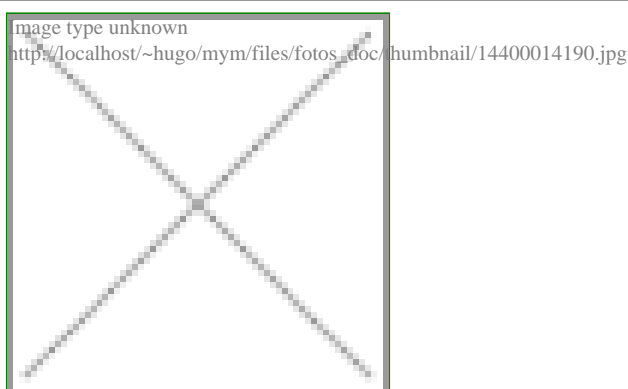 Image type unknown
http://localhost/~hugo/mym/files/fotos_doc/thumbnail/14400014190.jpg